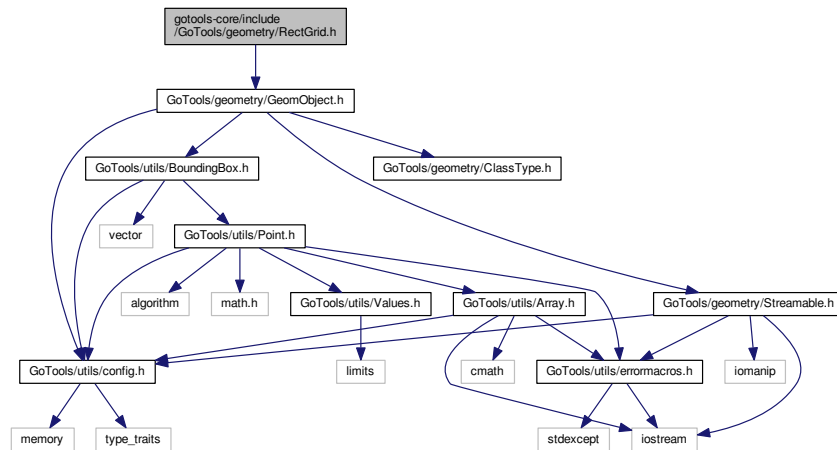 gotools-core/include
/GoTools/geometry/RectGrid.h
GoTools/geometry/GeomObject.h
GoTools/utils/BoundingBox.h
GoTools/geometry/ClassType.h
vector
GoTools/utils/Point.h
algorithm
math.h
GoTools/utils/Values.h
GoTools/utils/Array.h
GoTools/geometry/Streamable.h
GoTools/utils/config.h
limits
cmath
GoTools/utils/errormacros.h
iomanip
memory
type_traits
stdexcept
iostream